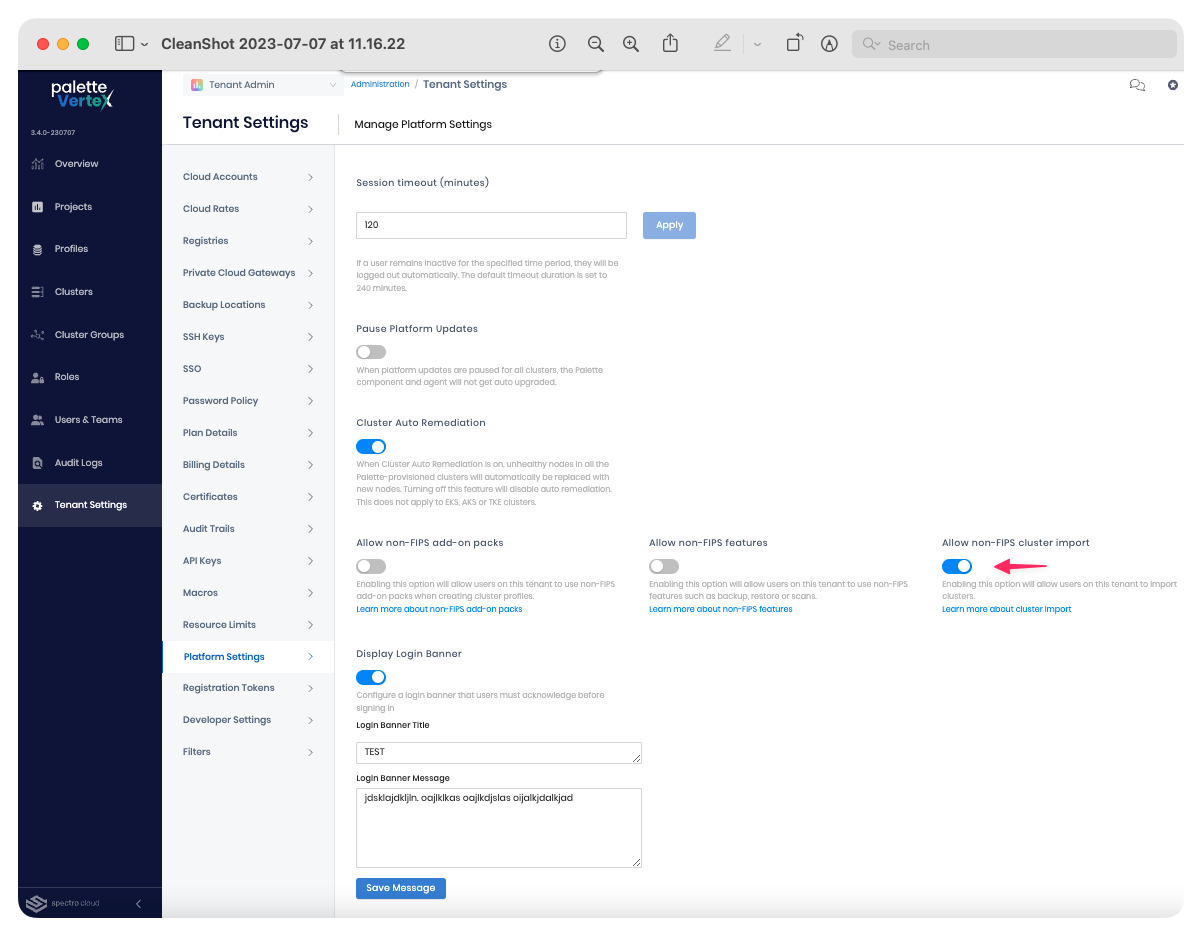 CleanShot 2023-07-07 at 11.16.22
Search
palette
VerteX
3.4.0-230707
Overview
Projects
Profiles
Clusters
Cluster Groups
Roles
Users & Teams
Audit Logs
Tenant Settings
spectro cloud
Tenant Admin
Administration / Tenant Settings
Tenant Settings
Manage Platform Settings
Cloud Accounts
Cloud Rates
Registries
Private Cloud Gateways
Backup Locations
SSH Keys
SSO
Password Policy
Plan Details
Billing Details
Certificates
Audit Trails
API Keys
Macros
Resource Limits
Platform Settings
Registration Tokens
Developer Settings
Filters
Session timeout (minutes)
120
Apply
If a user remains inactive for the specified time period, they will be
logged out automatically. The default timeout duration is set to
240 minutes.
Pause Platform Updates
When platform updates are paused for all clusters, the Palette
component and agent will not get auto upgraded.
Cluster Auto Remediation
When Cluster Auto Remediation is on, unhealthy nodes in all the
Palette-provisioned clusters will automatically be replaced with
new nodes. Turning off this feature will disable auto remediation.
This does not apply to EKS, AKS or TKE clusters.
Allow non-FIPS add-on packs
Enabling this option will allow users on this tenant to use non-FIPS
add-on packs when creating cluster profiles.
Learn more about non-FIPS add-on packs
Allow non-FIPS features
Enabling this option will allow users on this tenant to use non-FIPS
features such as backup, restore or scans.
Learn more about non-FIPS features
Allow non-FIPS cluster import
Enabling this option will allow users on this tenant to import
clusters.
Learn more about cluster import
Display Login Banner
Configure a login banner that users must acknowledge before
signing in
Login Banner Title
TEST
Login Banner Message
jdsklajdkljln. oajlklkas oajlkdjslas oijalkjdalkjad
Save Message